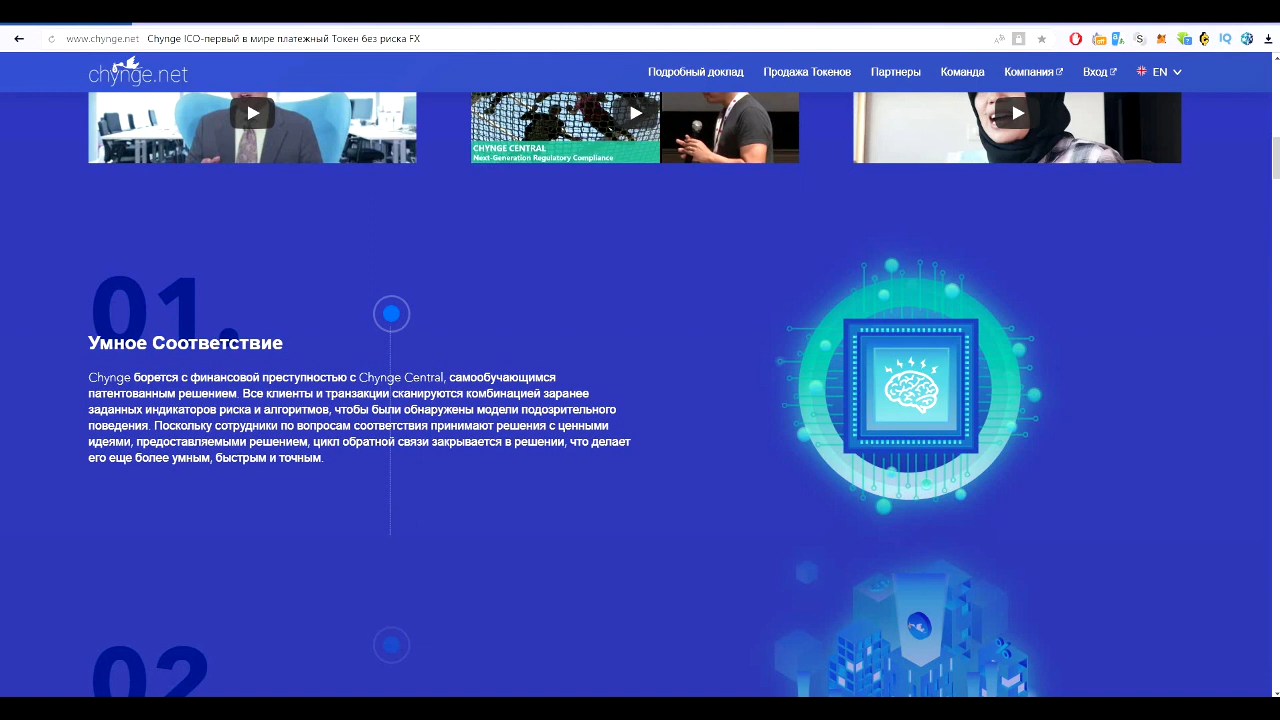 www.chynge.net Chynge ICO-первый в мире платежный Токен без риска FX
chynge.net
Подробный доклад Продажа Токенов Партнеры Команда Компания Вход EN
CHYNGE CENTRAL
Next-Generation Regulatory Compliance
01.
Умное Соответствие
Chynge борется с финансовой преступностью с Chynge Central, самообучающимся
патентованным решением. Все клиенты и транзакции сканируются комбинацией заранее
заданных индикаторов риска и алгоритмов, чтобы были обнаружены модели подозрительного
поведения. Поскольку сотрудники по вопросам соответствия принимают решения с ценными
идеями, предоставляемыми решением, цикл обратной связи закрывается в решении, что делает
его еще более умным, быстрым и точным.
02